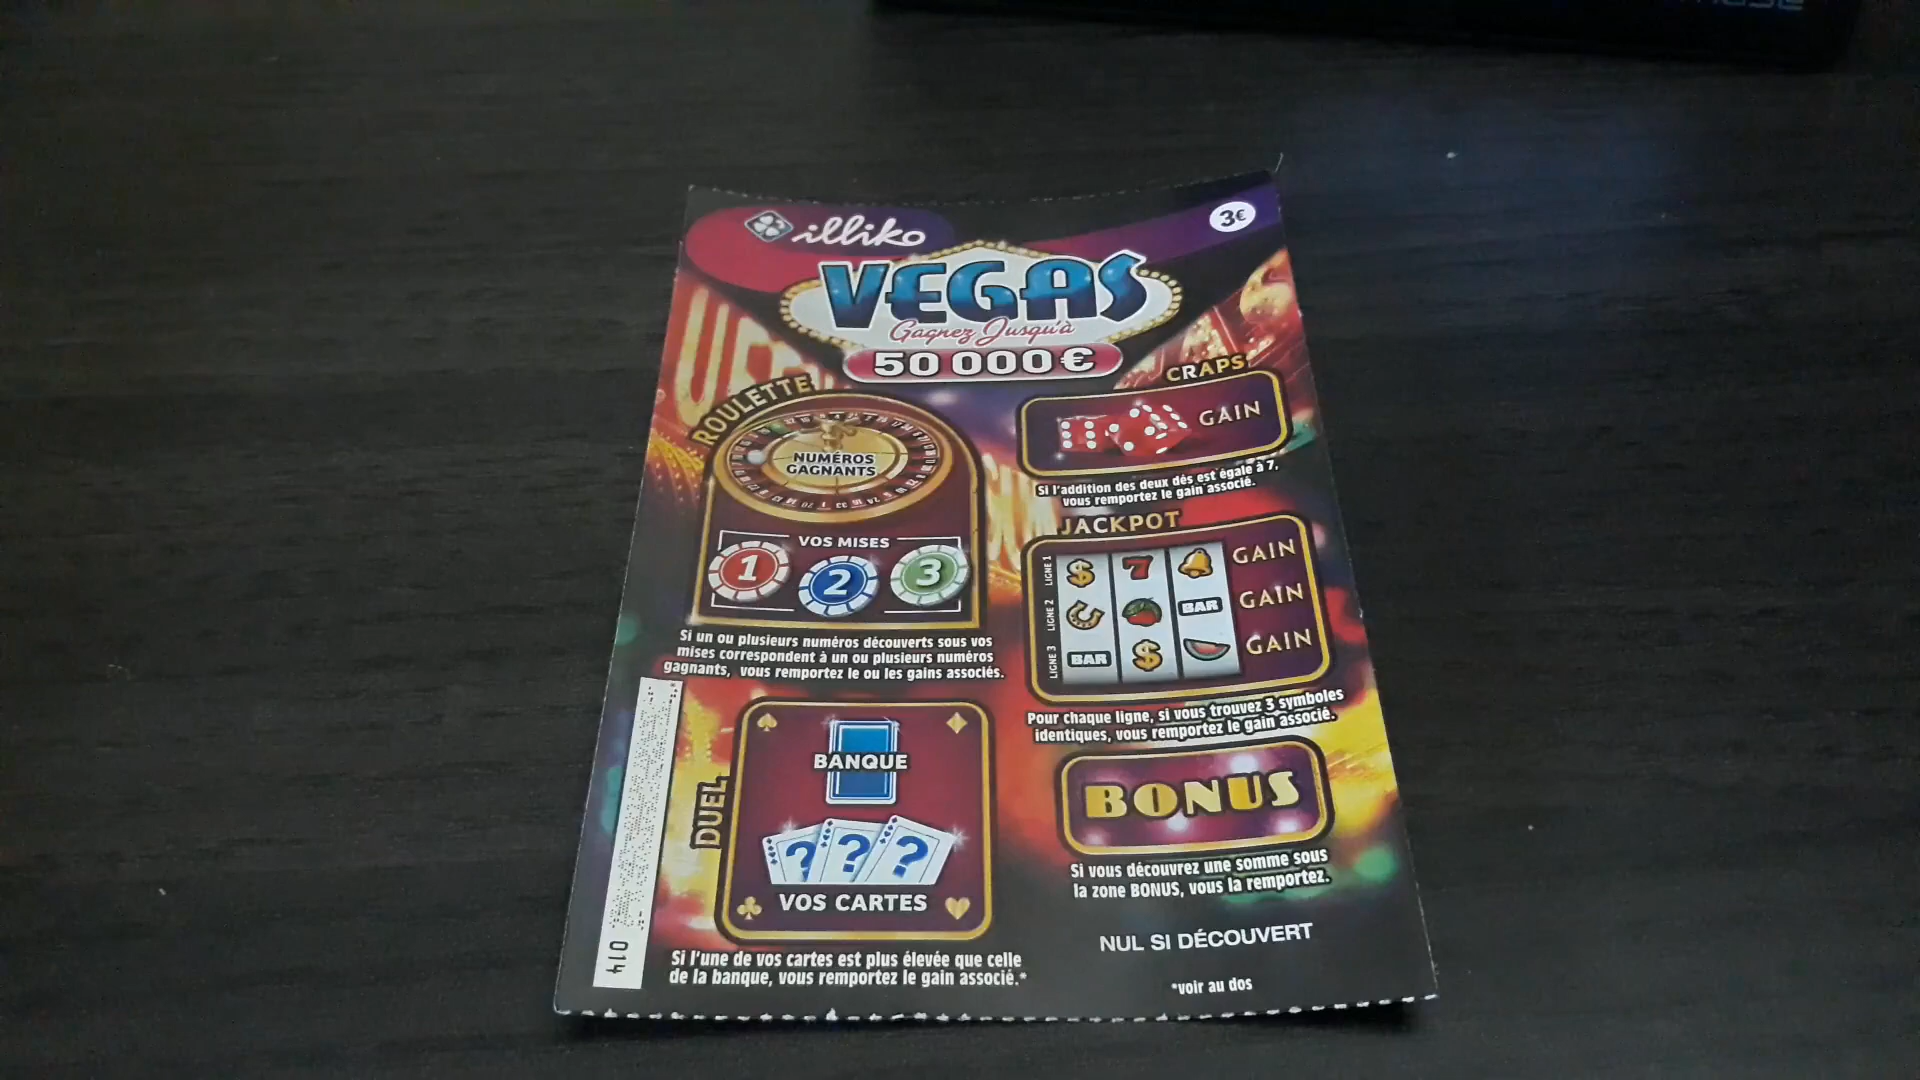 illiko
3€
VEGAS
Gagnez Jusqu'à
50 000 €
ROULETTE
NUMÉROS
GAGNANTS
VOS MISES
1 2 3
Si un ou plusieurs numéros découverts sous vos
mises correspondent à un ou plusieurs numéros
gagnants, vous remportez le ou les gains associés.
CRAPS
GAIN
Si l'addition des deux dés est égale à 7,
vous remportez le gain associé.
JACKPOT
LIGNE 1 $ 7 GAIN
LIGNE 2 BAR GAIN
LIGNE 3 BAR $ GAIN
Pour chaque ligne, si vous trouvez 3 symboles
identiques, vous remportez le gain associé.
DUEL
BANQUE
? ? ?
VOS CARTES
Si l'une de vos cartes est plus élevée que celle
de la banque, vous remportez le gain associé.*
BONUS
Si vous découvrez une somme sous
la zone BONUS, vous la remportez.
NUL SI DÉCOUVERT
*voir au dos
014